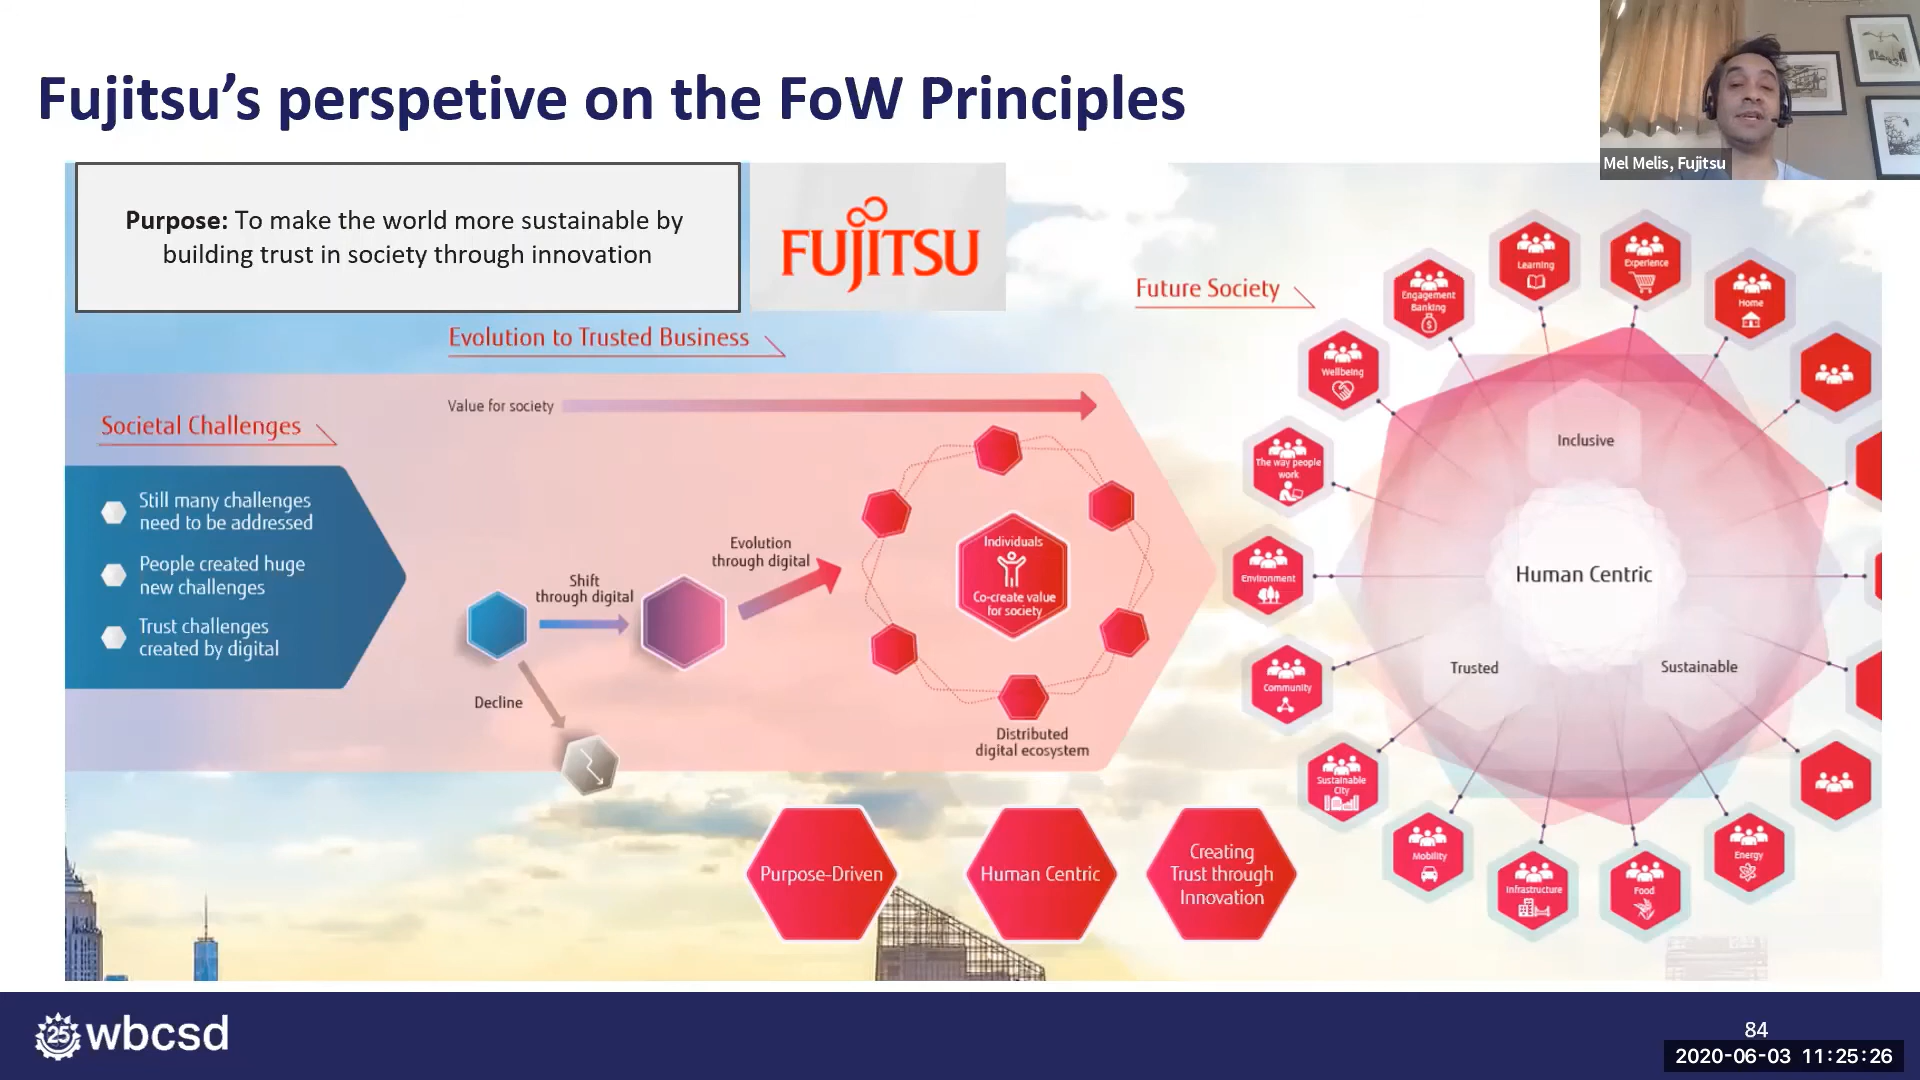 Fujitsu's perspetive on the FoW Principles
Mel Melis, Fujitsu
Purpose: To make the world more sustainable by
building trust in society through innovation
FUJITSU
Future Society
Evolution to Trusted Business
Value for society
Societal Challenges
Still many challenges
need to be addressed
People created huge
new challenges
Trust challenges
created by digital
Shift
through digital
Evolution
through digital
Decline
Individuals
Co-create value
for society
Distributed
digital ecosystem
Purpose-Driven
Human Centric
Creating
Trust through
Innovation
Learning
Experience
Engagement
Banking
Home
Wellbeing
The way people
work
Environment
Community
Sustainable
City
Mobility
Infrastructure
Food
Energy
Inclusive
Human Centric
Trusted
Sustainable
25
wbcsd
84
2020-06-03 11:25:26